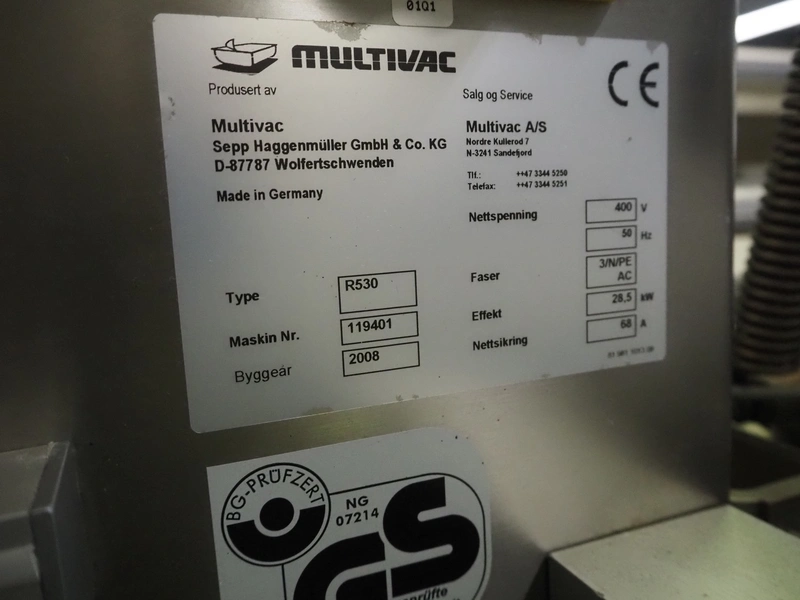 01Q1
MULTIVAC
CE
Produsert av
Multivac
Sepp Haggenmüller GmbH & Co. KG
D-87787 Wolfertschwenden
Made in Germany
Salg og Service
Multivac A/S
Nordre Kullerod 7
N-3241 Sandefjord
Tlf.: ++47 3344 5250
Telefax: ++47 3344 5251
Type R530
Maskin Nr. 119401
Byggeår 2008
Nettspenning 400 V
50 Hz
Faser 3/N/PE
AC
Effekt 28,5 kW
Nettsikring 68 A
BG-PRÜFZERT
NG
07214
GS